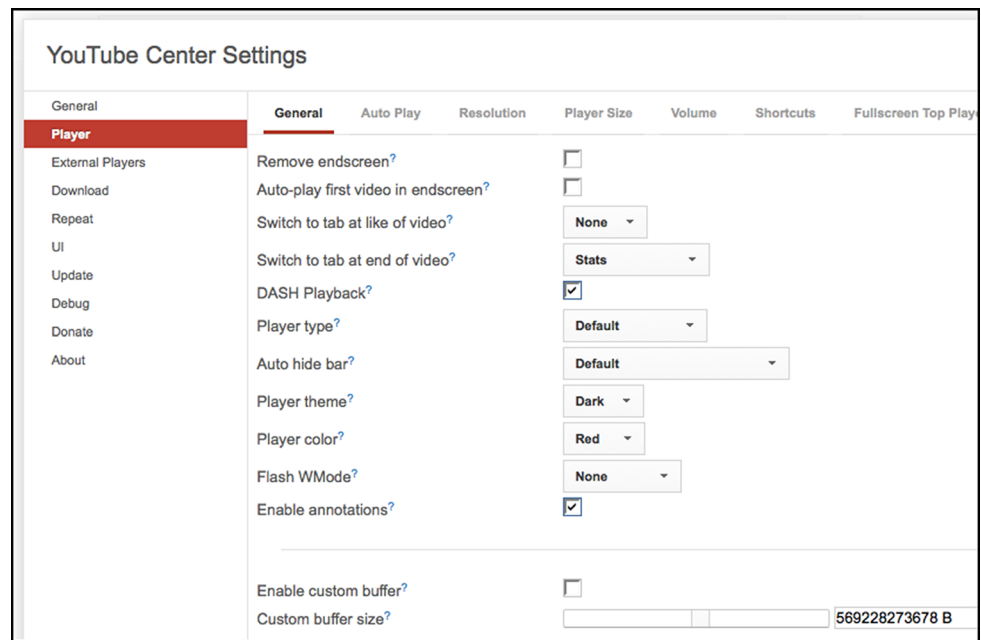 YouTube Center Settings
General
Player
External Players
Download
Repeat
UI
Update
Debug
Donate
About
General Auto Play Resolution Player Size Volume Shortcuts Fullscreen Top Playe
Remove endscreen?
Auto-play first video in endscreen?
Switch to tab at like of video? None
Switch to tab at end of video? Stats
DASH Playback?
Player type? Default
Auto hide bar? Default
Player theme? Dark
Player color? Red
Flash WMode? None
Enable annotations?
Enable custom buffer?
Custom buffer size? 569228273678 B